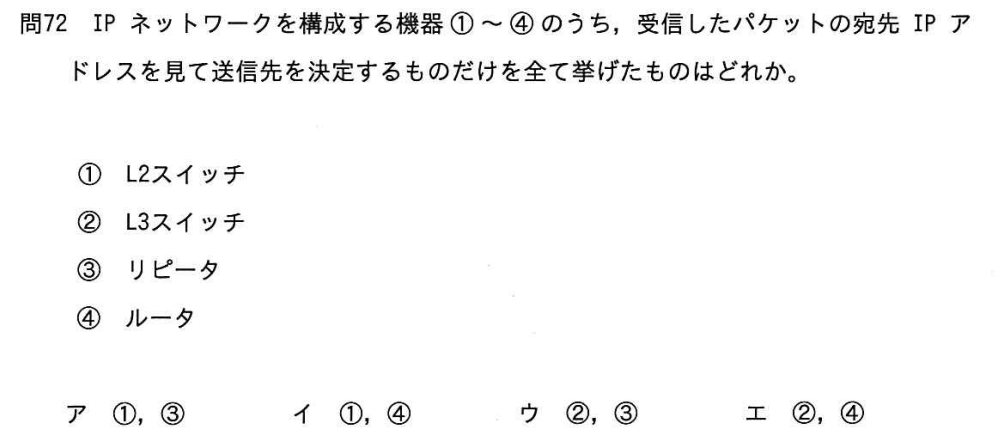 問72 IP ネットワークを構成する機器①～④のうち，受信したパケットの宛先 IP ア
ドレスを見て送信先を決定するものだけを全て挙げたものはどれか。
① L2スイッチ
② L3スイッチ
③ リピータ
④ ルータ
ア ①，③ イ ①，④ ウ ②，③ エ ②，④